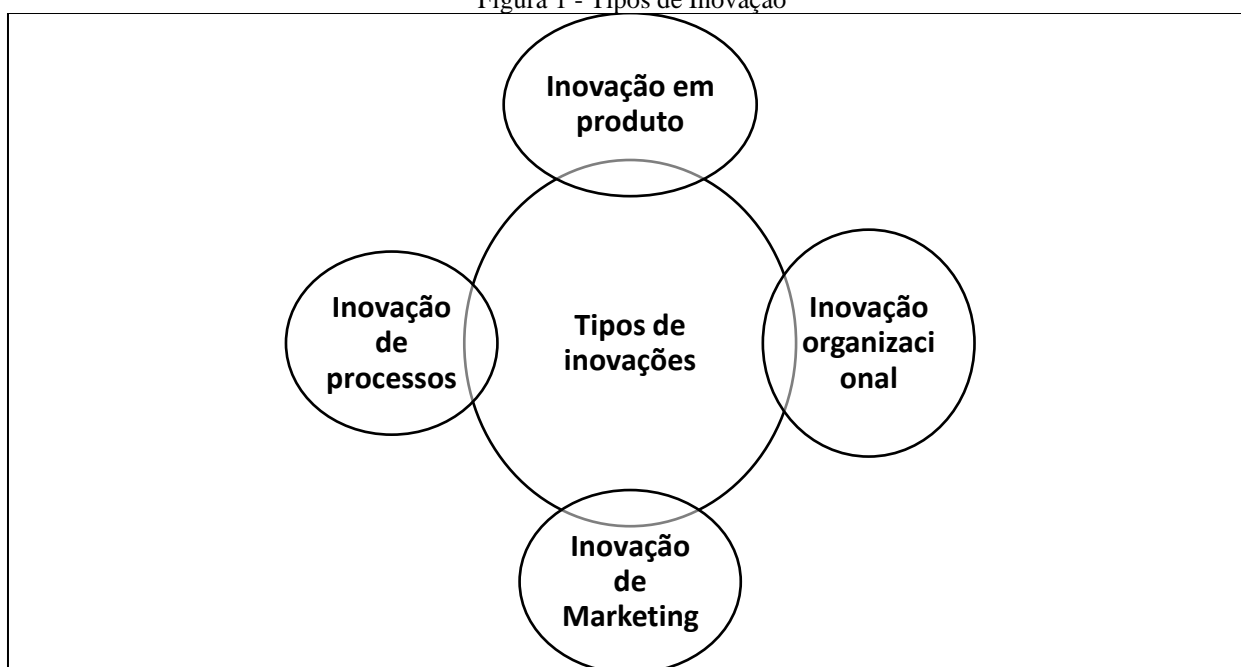 Figura 1 - Tipos de Inovação
Inovação em
produto
Inovação
de
processos
Tipos de
inovações
Inovação
organizaci
onal
Inovação
de
Marketing